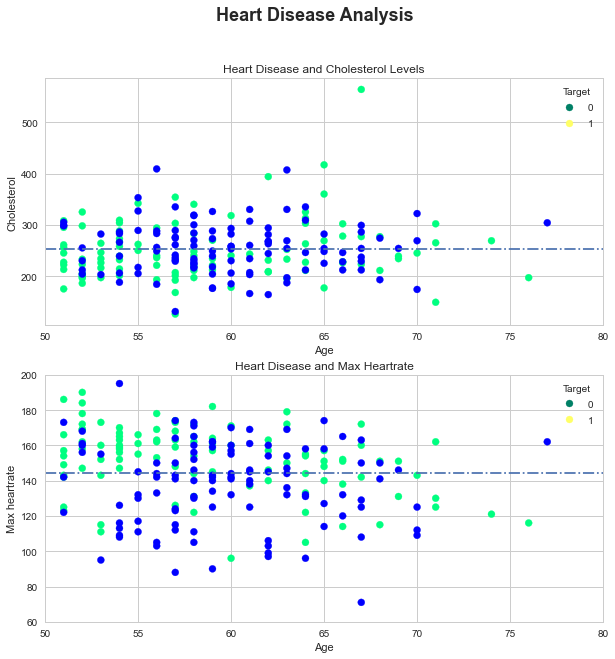 Heart Disease Analysis
Heart Disease and Cholesterol Levels
Target
0
1
Cholesterol
500
400
300
200
50 55 60 65 70 75 80
Age
Heart Disease and Max Heartrate
Target
0
1
Max heartrate
200
180
160
140
120
100
80
60
50 55 60 65 70 75 80
Age